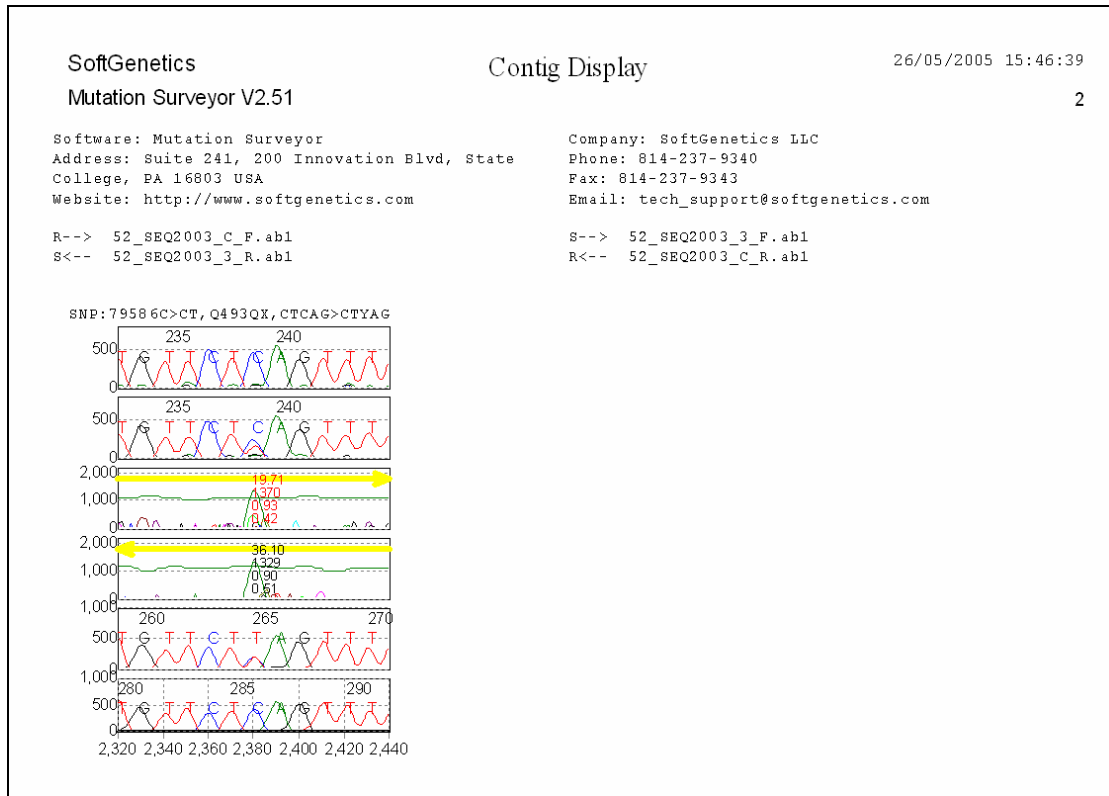 SoftGenetics
Contig Display
26/05/2005 15:46:39
Mutation Surveyor V2.51
2
Software: Mutation Surveyor
Address: Suite 241, 200 Innovation Blvd, State
College, PA 16803 USA
Website: http://www.softgenetics.com
Company: SoftGenetics LLC
Phone: 814-237-9340
Fax: 814-237-9343
Email: tech_support@softgenetics.com
R--> 52_SEQ2003_C_F.ab1
S<-- 52_SEQ2003_3_R.ab1
S--> 52_SEQ2003_3_F.ab1
R<-- 52_SEQ2003_C_R.ab1
SNP:79586C>CT,Q493QX,CTCAG>CTYAG
235 240
500
T G T T C T C A G T T T
0
235 240
500
T G T T C T C A G T T T
0
2,000
19.71
1,000
1370
0.93
0.42
0
2,000
36.10
1,000
1329
0.90
0.51
0
1,000
260 265 270
500
T G T T C T T A G T T T
0
1,000
280 285 290
500
T G T T C T C A G T T T
0
2,320 2,340 2,360 2,380 2,400 2,420 2,440